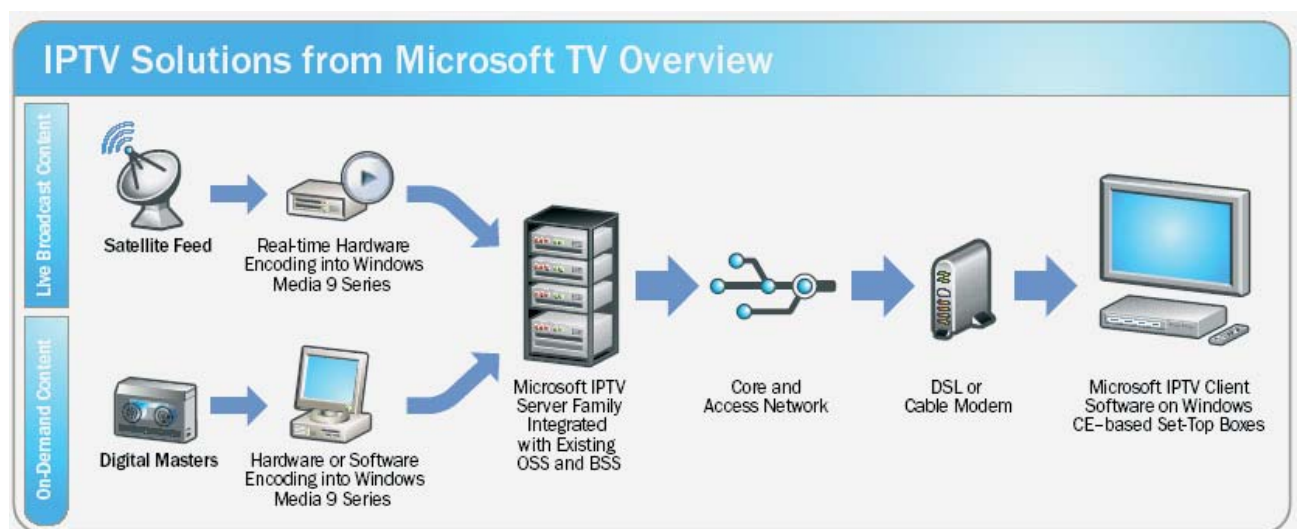 IPTV Solutions from Microsoft TV Overview
Live Broadcast Content
Satellite Feed
Real-time Hardware
Encoding into Windows
Media 9 Series
On-Demand Content
Digital Masters
Hardware or Software
Encoding into Windows
Media 9 Series
Microsoft IPTV
Server Family
Integrated
with Existing
OSS and BSS
Core and
Access Network
DSL or
Cable Modem
Microsoft IPTV Client
Software on Windows
CE–based Set-Top Boxes